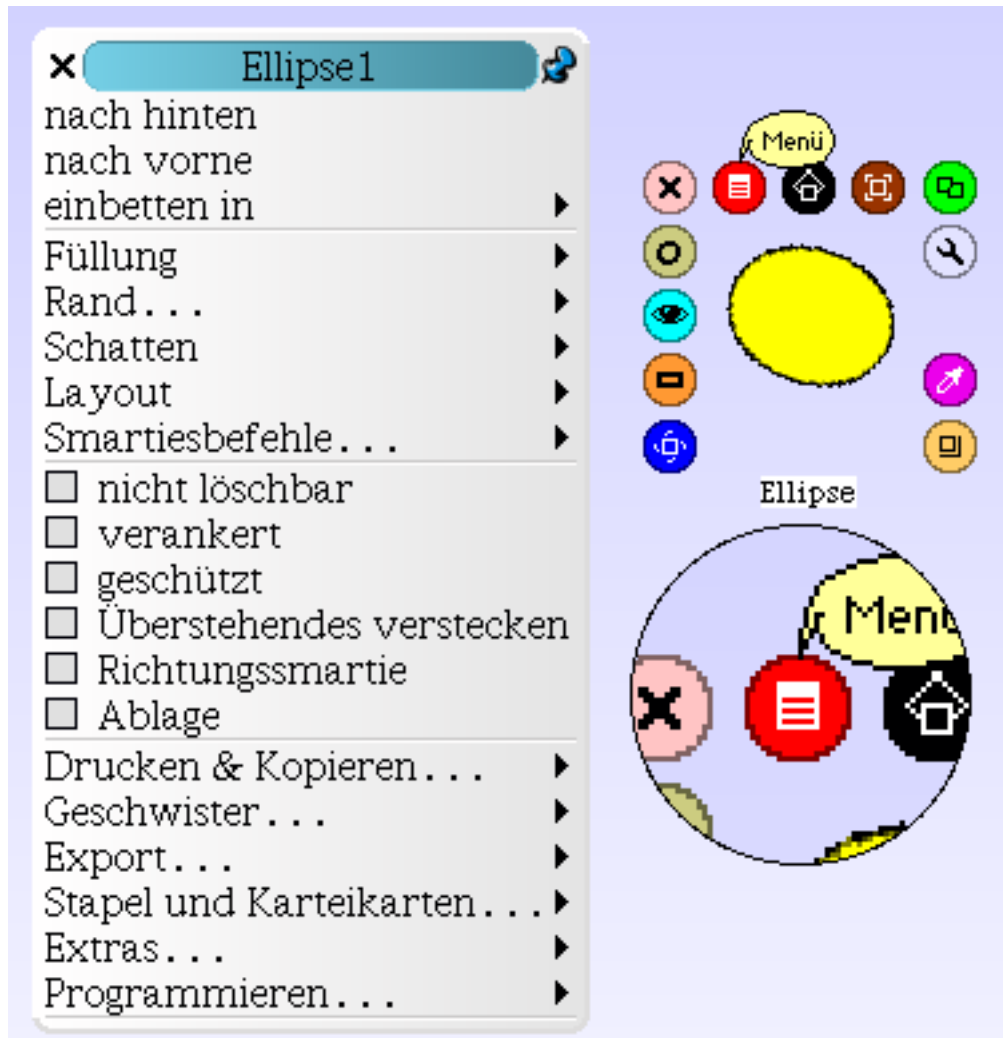 Ellipse1
nach hinten
nach vorne
einbetten in
Füllung
Rand...
Schatten
Layout
Smartiesbefehle...
nicht löschbar
verankert
geschützt
Überstehendes verstecken
Richtungssmartie
Ablage
Drucken & Kopieren...
Geschwister...
Export...
Stapel und Karteikarten...
Extras...
Programmieren...
Menü
Ellipse
Menü